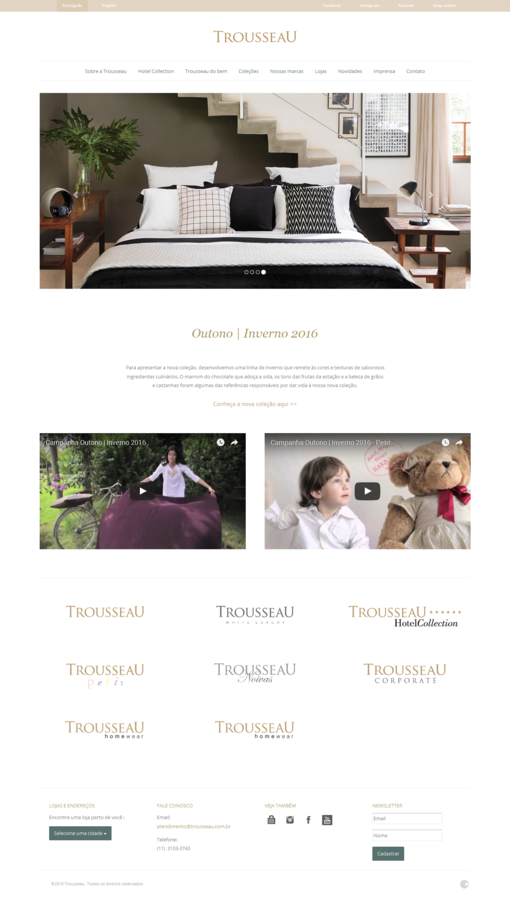 Português English Facebook Instagram Youtube Shop online
TROUSSEAU
Sobre a Trousseau Hotel Collection Trousseau do bem Coleções Nossas marcas Lojas Novidades Imprensa Contato
Outono | Inverno 2016
Para apresentar a nova coleção, desenvolvemos uma linha de inverno que remete às cores e texturas de saborosos
ingredientes culinários. O marrom do chocolate que adoça a vida, os tons das frutas da estação e a beleza de grãos
e castanhas foram algumas das referências responsáveis por dar vida à nossa nova coleção.
Conheça a nova coleção aqui >>
Campanha Outono | Inverno 2016
Campanha Outono | Inverno 2016 - Petit
TROUSSEAU
TROUSSEAU
TROUSSEAU
HotelCollection
TROUSSEAU
petit
TROUSSEAU
Noivas
TROUSSEAU
CORPORATE
TROUSSEAU
homewear
TROUSSEAU
homewear
LOJAS E ENDEREÇOS
Encontre uma loja perto de você :
Selecione uma cidade
FALE CONOSCO
Email:
atendimento@trousseau.com.br
Telefone:
(11) 3103-3743
VEJA TAMBÉM
You
Tube
NEWSLETTER
Email
Nome
Cadastrar
©2016 Trousseau. Todos os direitos reservados